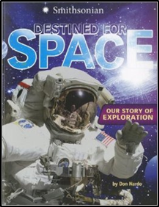 Smithsonian
DESTINED FOR
SPACE
OUR STORY OF
EXPLORATION
by Don Nardo